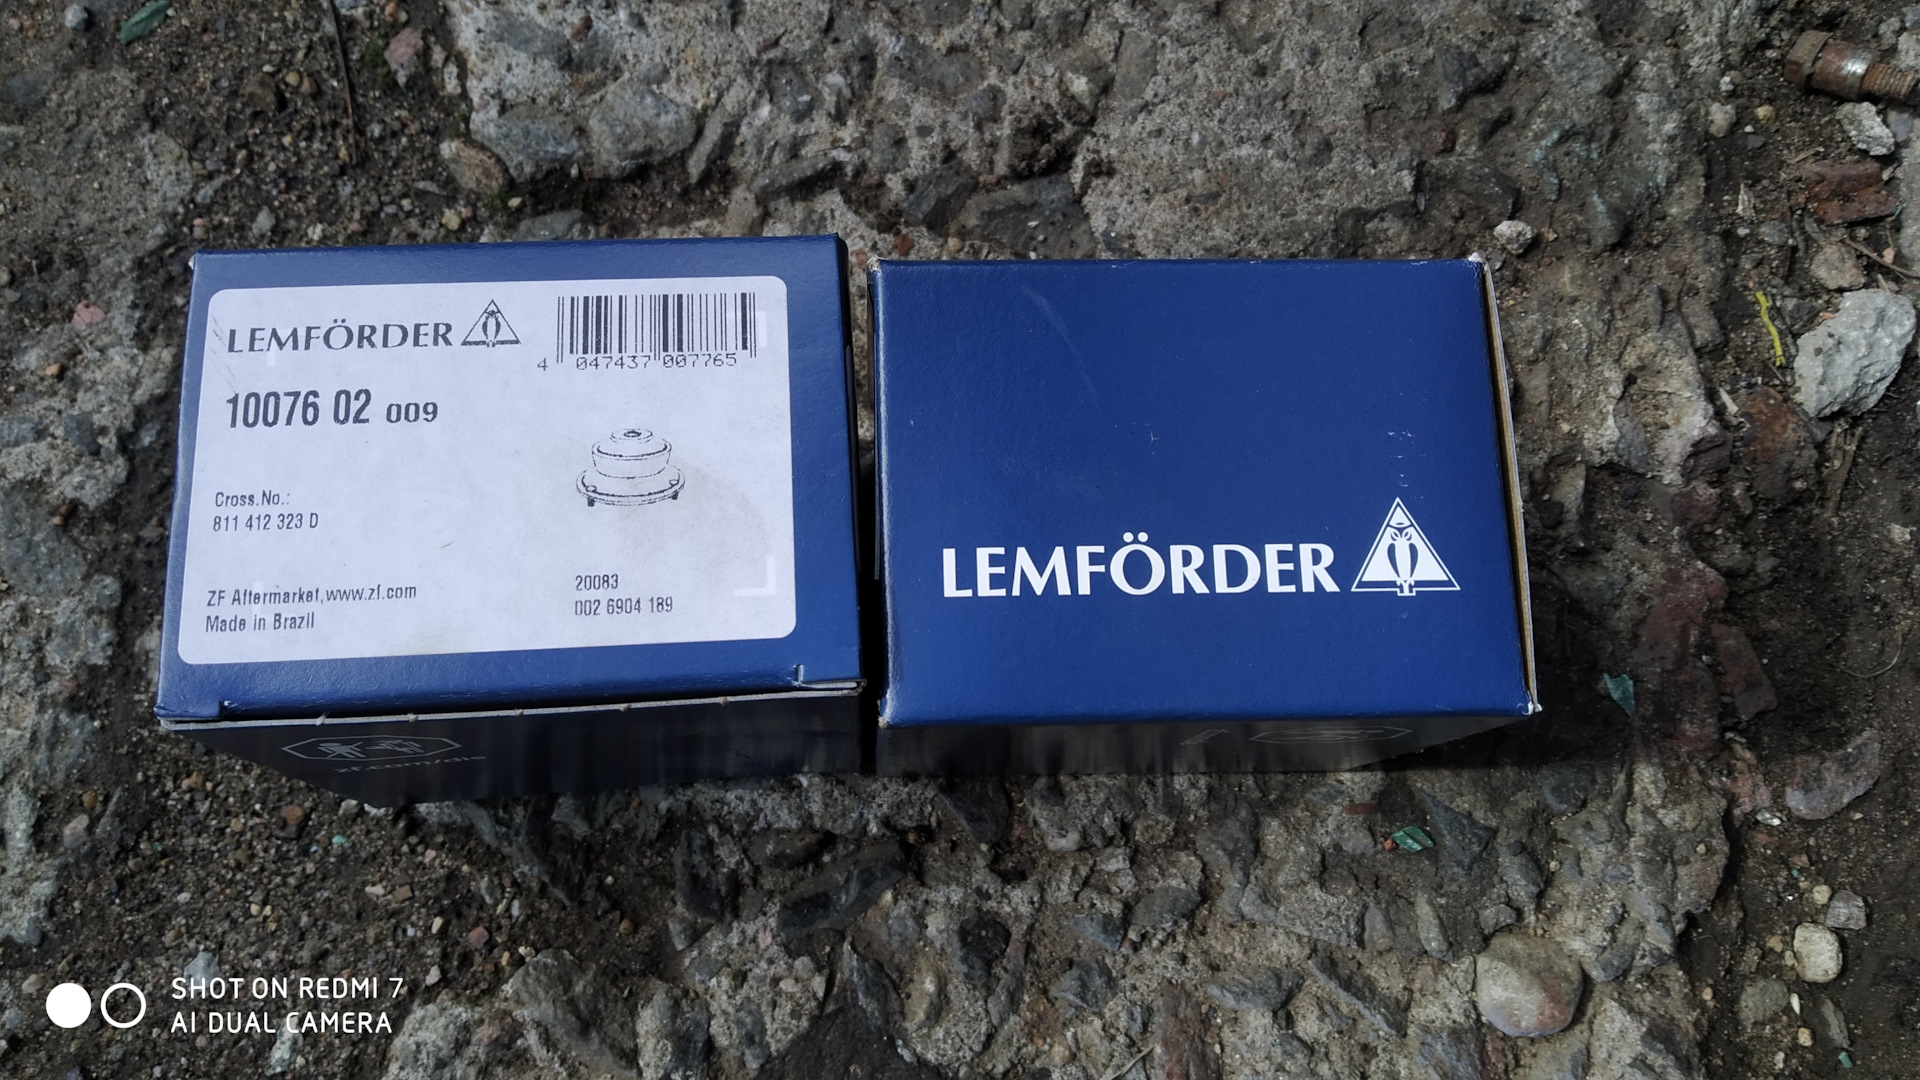 LEMFÖRDER
4 047437 007765
10076 02 009
Cross.No.:
811 412 323 D
ZF Aftermarket,www.zf.com
Made in Brazil
20083
002 6904 189
LEMFÖRDER
SHOT ON REDMI 7
AI DUAL CAMERA